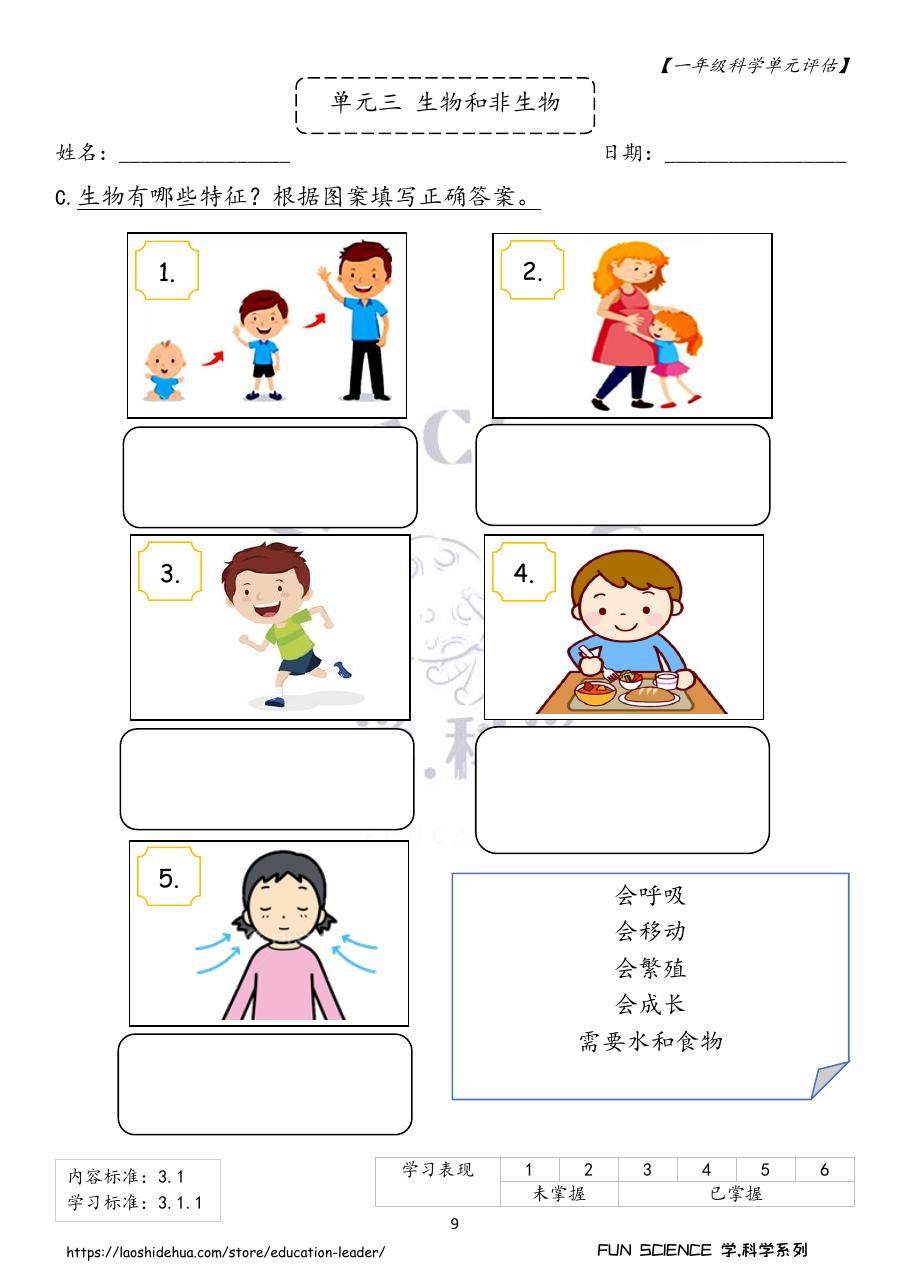 【一年级科学单元评估】
单元三 生物和非生物
姓名：________________ 日期：_________________
C. 生物有哪些特征？根据图案填写正确答案。
1.
2.
3.
4.
5.
会呼吸
会移动
会繁殖
会成长
需要水和食物
内容标准：3.1
学习标准：3.1.1
学习表现 1 2 3 4 5 6
未掌握 已掌握
9
https://laoshidehua.com/store/education-leader/ FUN SCIENCE 学.科学系列